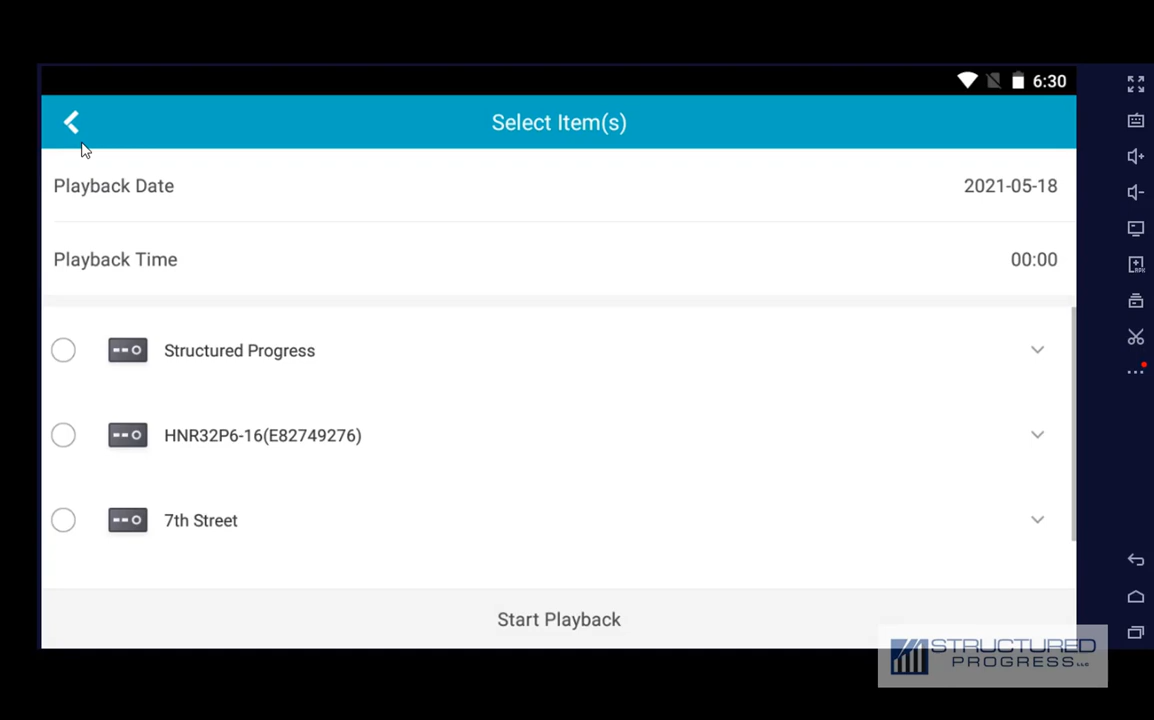 6:30
Select Item(s)
Playback Date 2021-05-18
Playback Time 00:00
Structured Progress
HNR32P6-16(E82749276)
7th Street
Start Playback
STRUCTURED
PROGRESS LLC